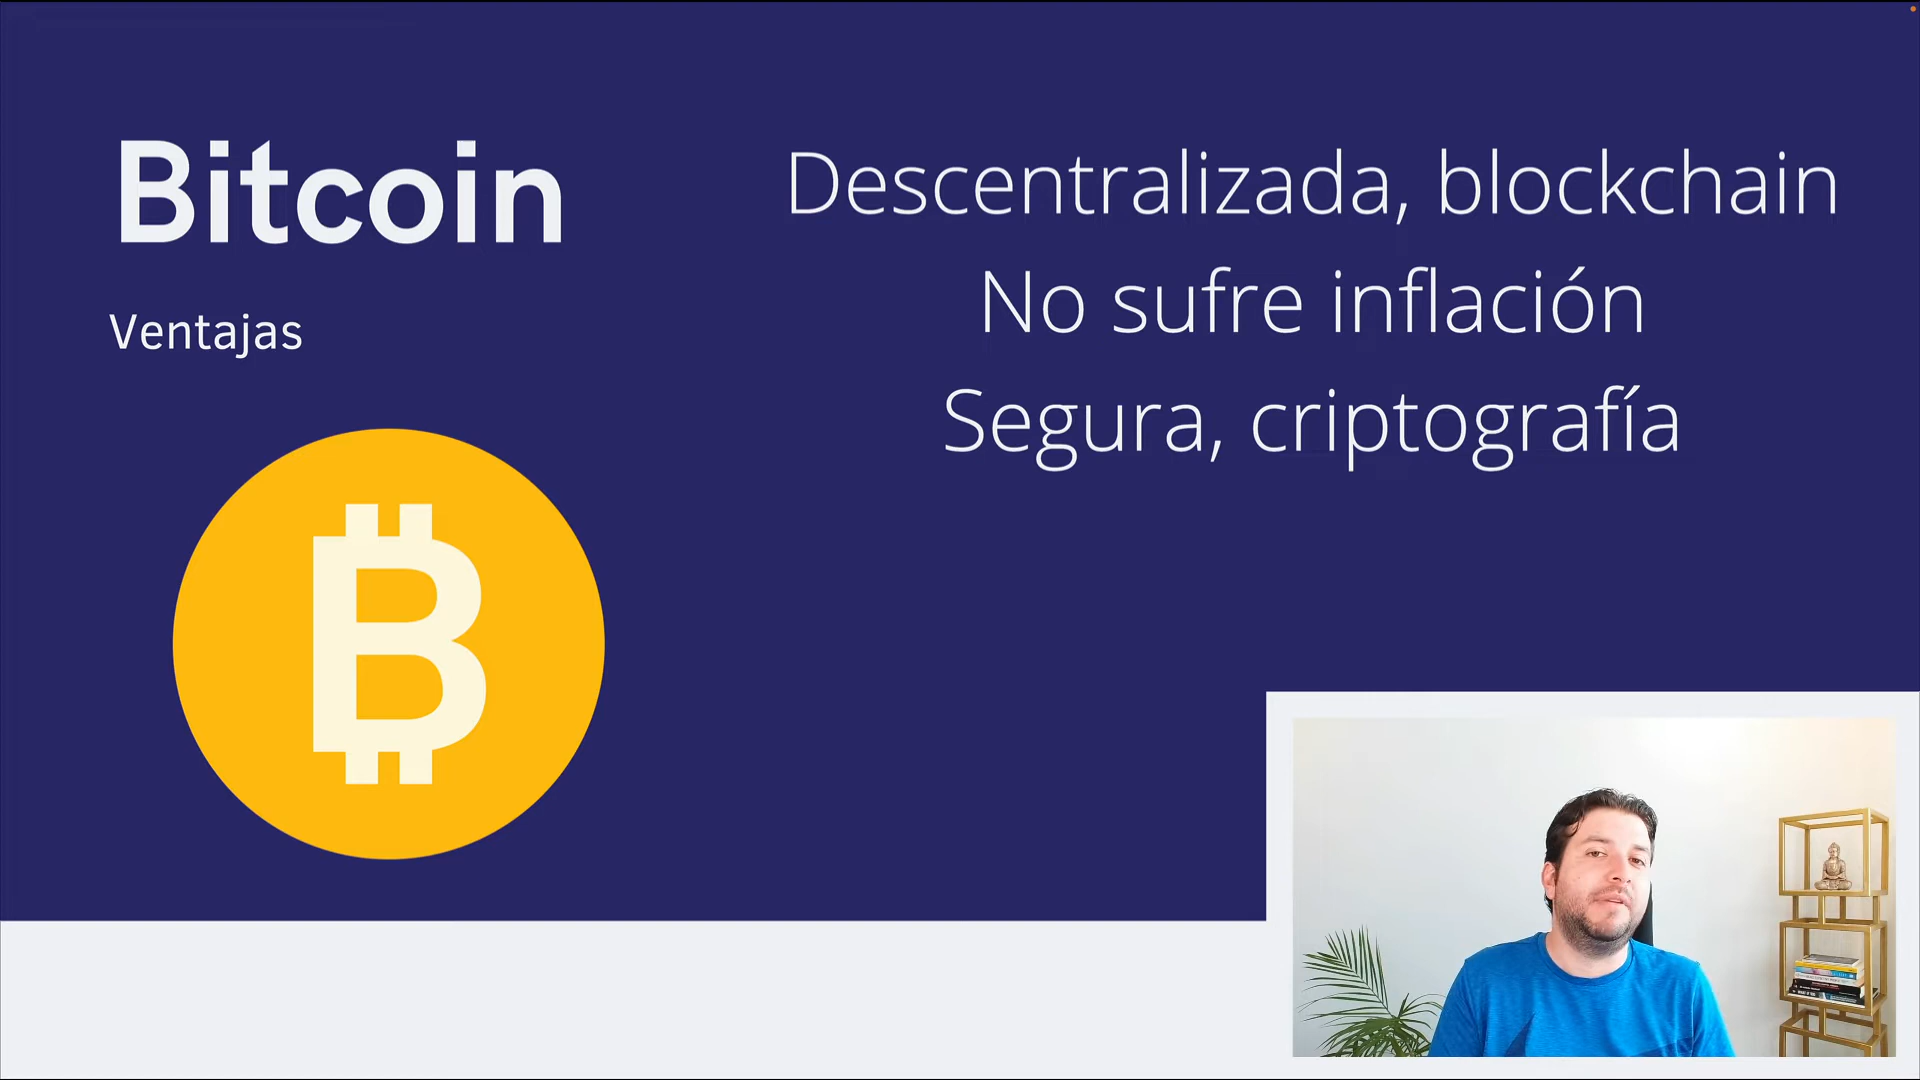 Bitcoin
Ventajas
Descentralizada, blockchain
No sufre inflación
Segura, criptografía